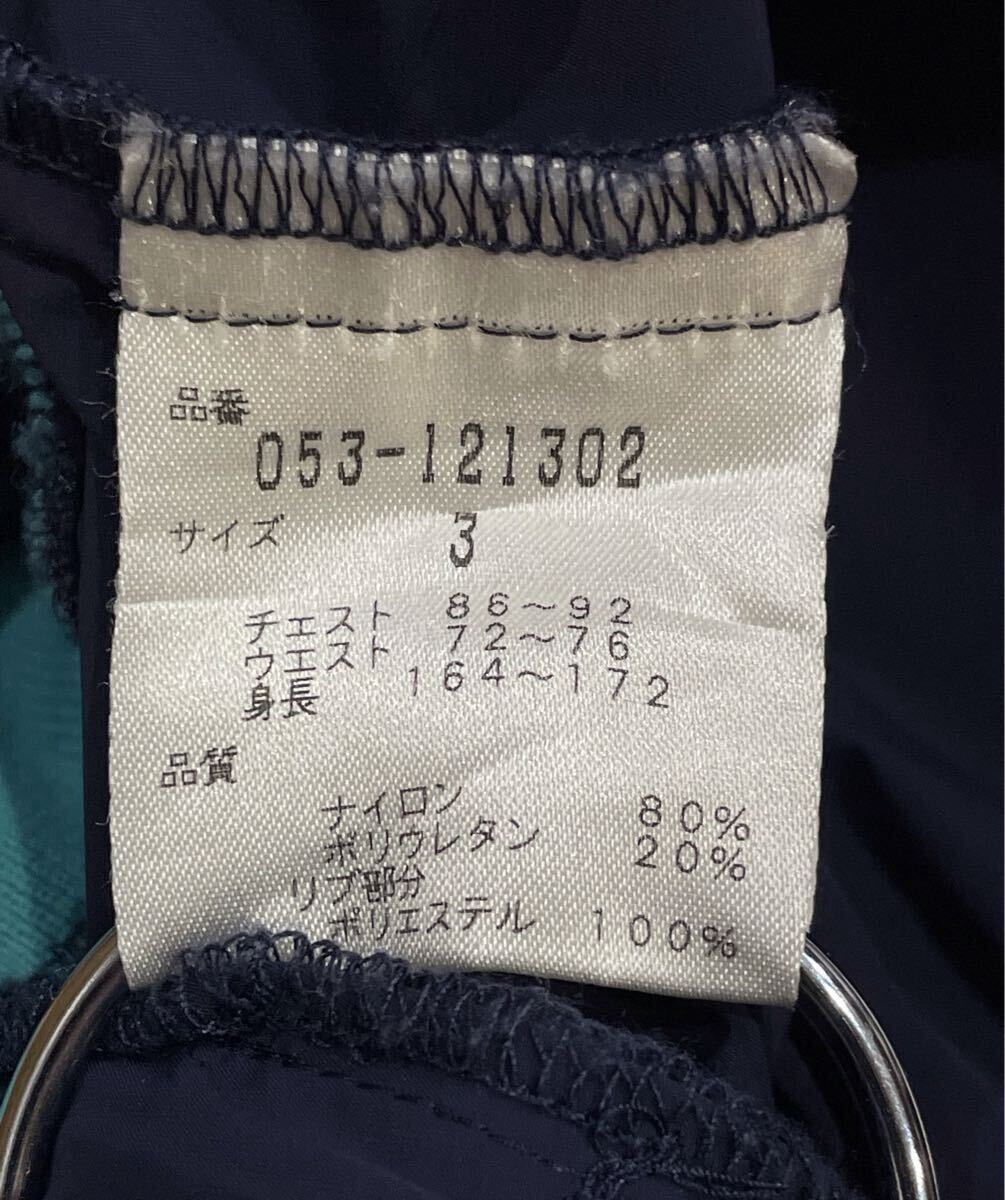 品番
053-121302
サイズ 3
チェスト 86～92
ウエスト 72～76
身長 164～172
品質
ナイロン 80%
ポリウレタン 20%
リブ部分
ポリエステル 100%